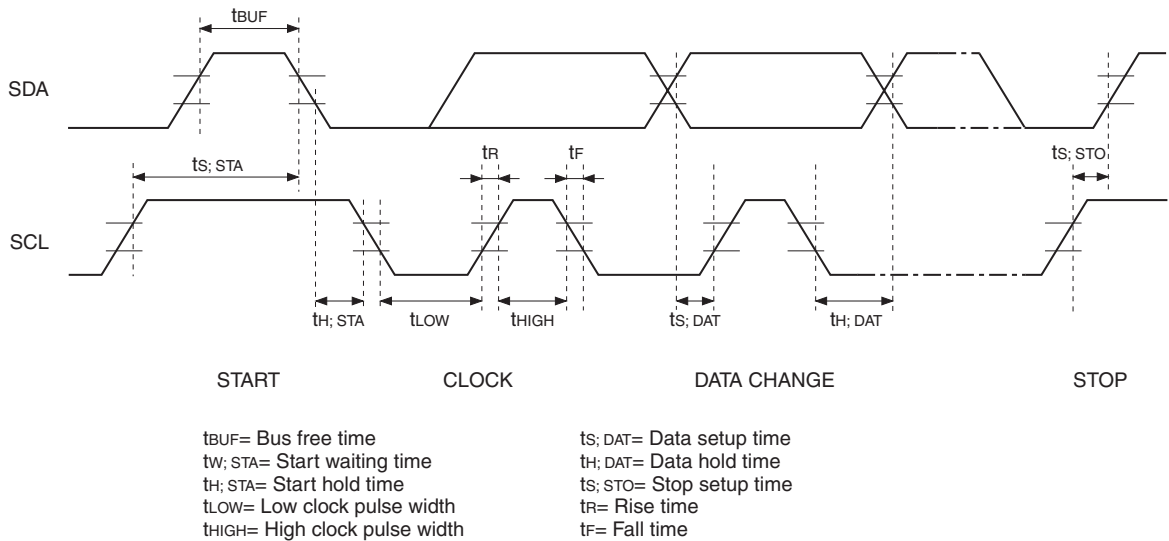 tBUF
SDA
tS; STA
tR
tF
tS; STO
SCL
tH; STA
tLOW
tHIGH
tS; DAT
tH; DAT
START
CLOCK
DATA CHANGE
STOP
tBUF= Bus free time
tW; STA= Start waiting time
tH; STA= Start hold time
tLOW= Low clock pulse width
tHIGH= High clock pulse width
tS; DAT= Data setup time
tH; DAT= Data hold time
tS; STO= Stop setup time
tR= Rise time
tF= Fall time